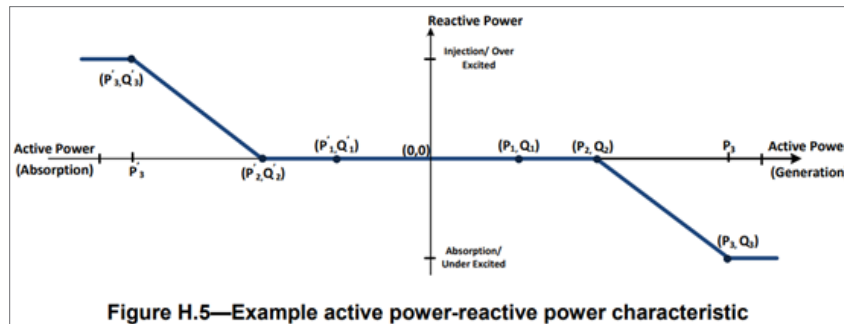 Reactive Power
Injection/ Over
Excited
(P'3,Q'3)
Active Power
(Absorption)
P'3
(P'2,Q'2)
(P'1,Q'1)
(0,0)
(P1,Q1)
(P2, Q2)
P3
Active Power
(Generation)
(P3, Q3)
Absorption/
Under Excited
Figure H.5—Example active power-reactive power characteristic